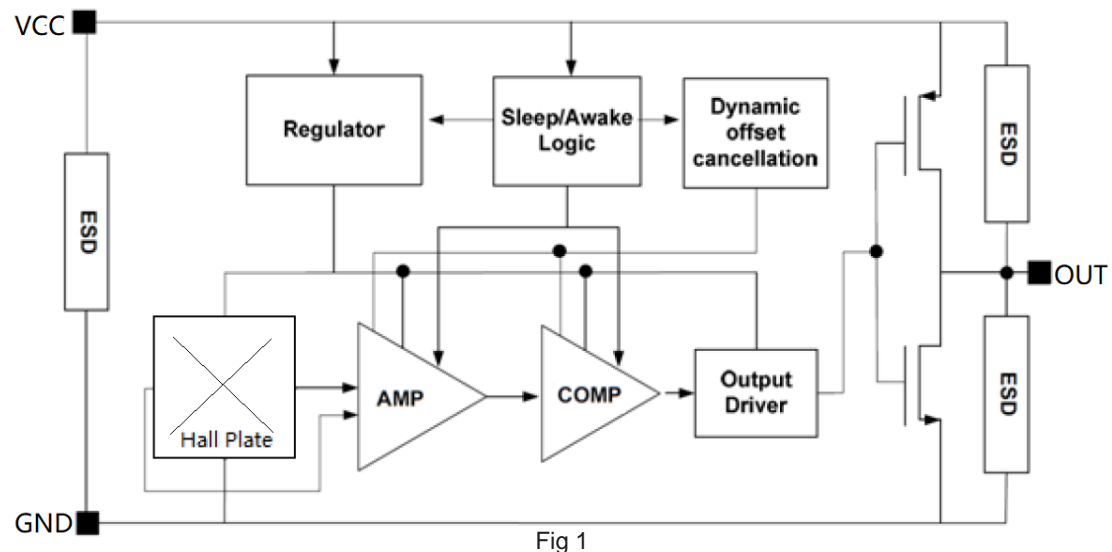 VCC
Regulator
Sleep/Awake
Logic
Dynamic
offset
cancellation
ESD
ESD
OUT
Hall Plate
AMP
COMP
Output
Driver
ESD
GND
Fig 1